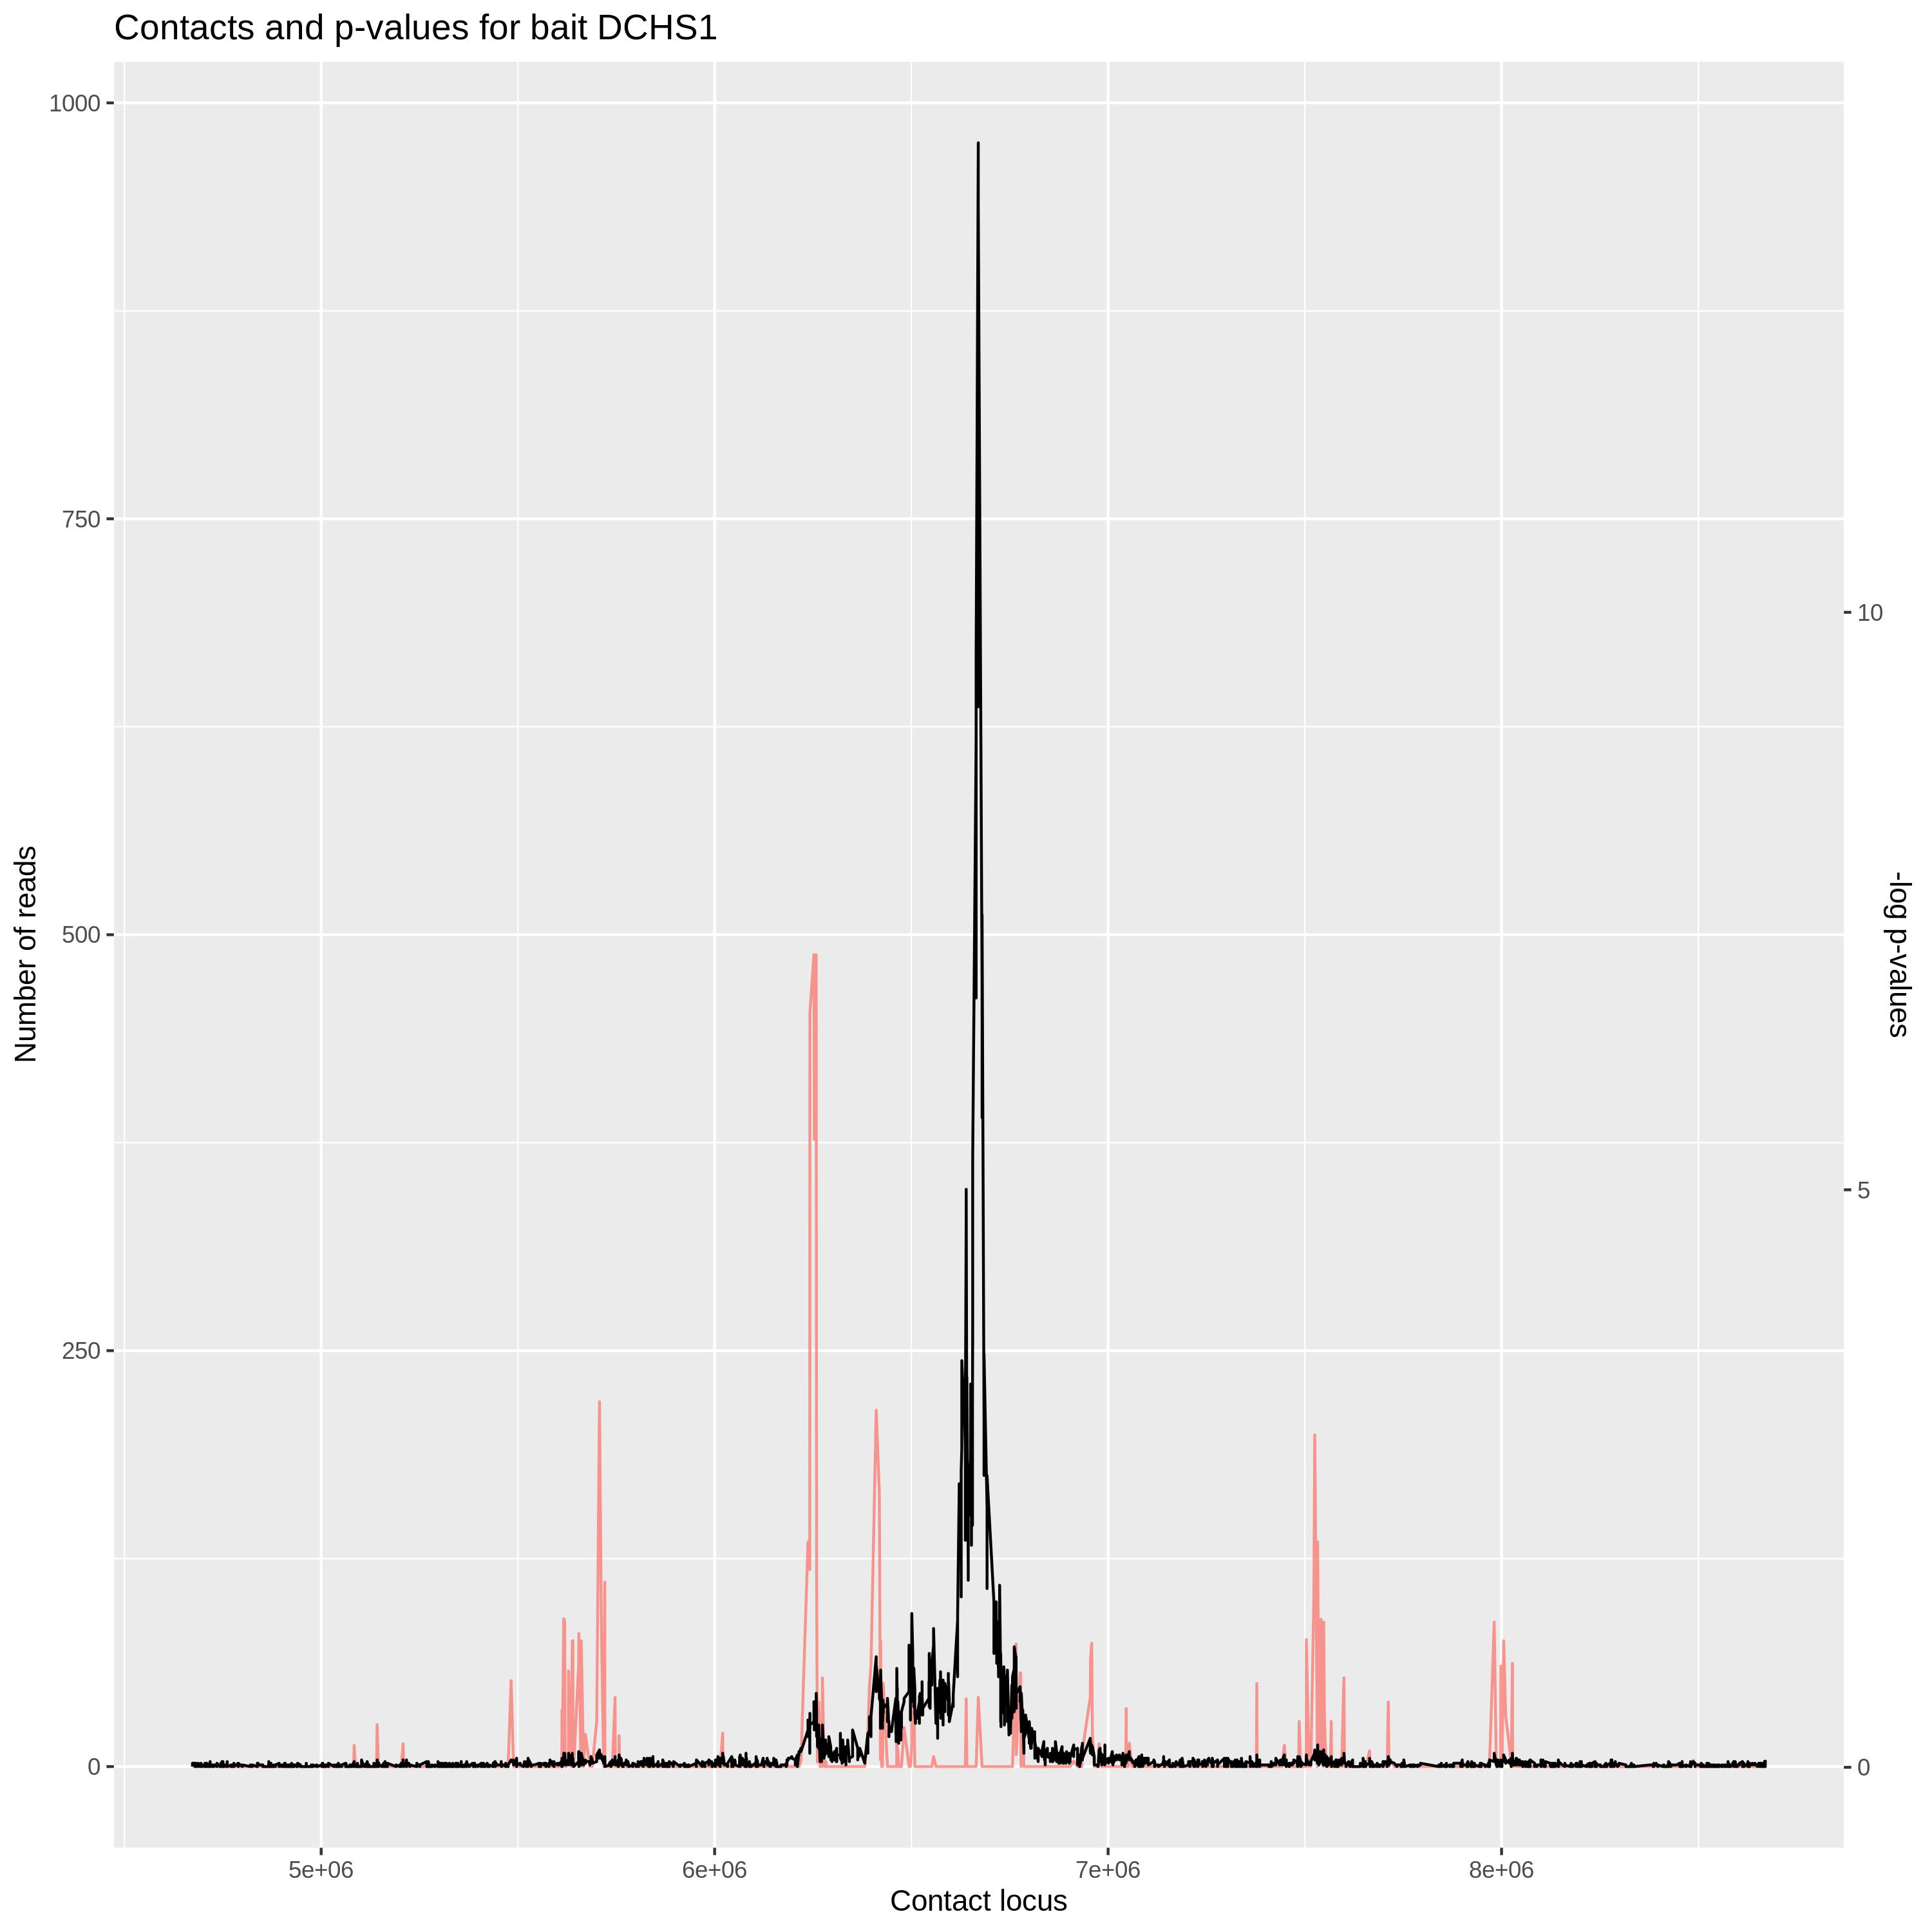 Contacts and p-values for bait DCHS1
1000
750
500
250
0
Number of reads
10
5
0
-log p-values
5e+06
6e+06
7e+06
8e+06
Contact locus